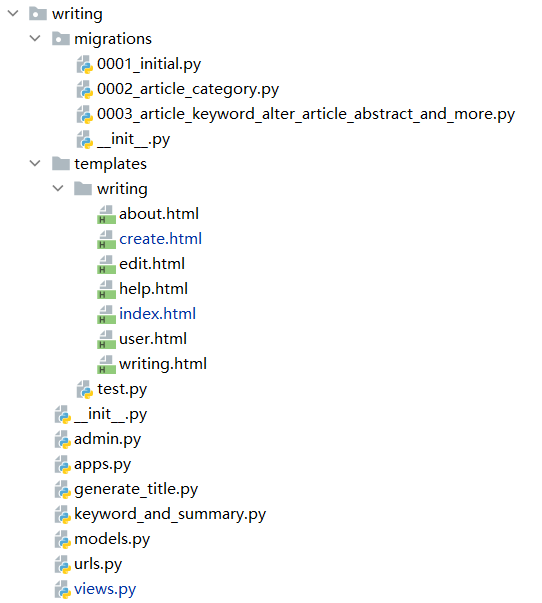 writing
migrations
0001_initial.py
0002_article_category.py
0003_article_keyword_alter_article_abstract_and_more.py
__init__.py
templates
writing
about.html
create.html
edit.html
help.html
index.html
user.html
writing.html
test.py
__init__.py
admin.py
apps.py
generate_title.py
keyword_and_summary.py
models.py
urls.py
views.py